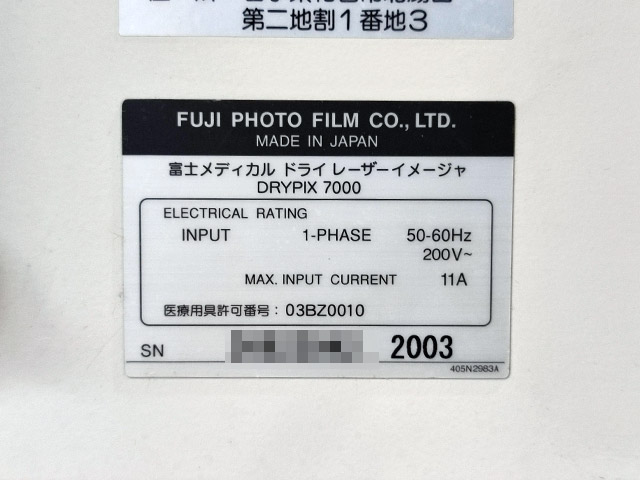 第二地割1番地3
FUJI PHOTO FILM CO., LTD.
MADE IN JAPAN
富士メディカル ドライ レーザーイメージャ
DRYPIX 7000
ELECTRICAL RATING
INPUT 1-PHASE 50-60Hz
200V~
MAX. INPUT CURRENT 11A
医療用具許可番号：03BZ0010
SN 2003
405N2983A